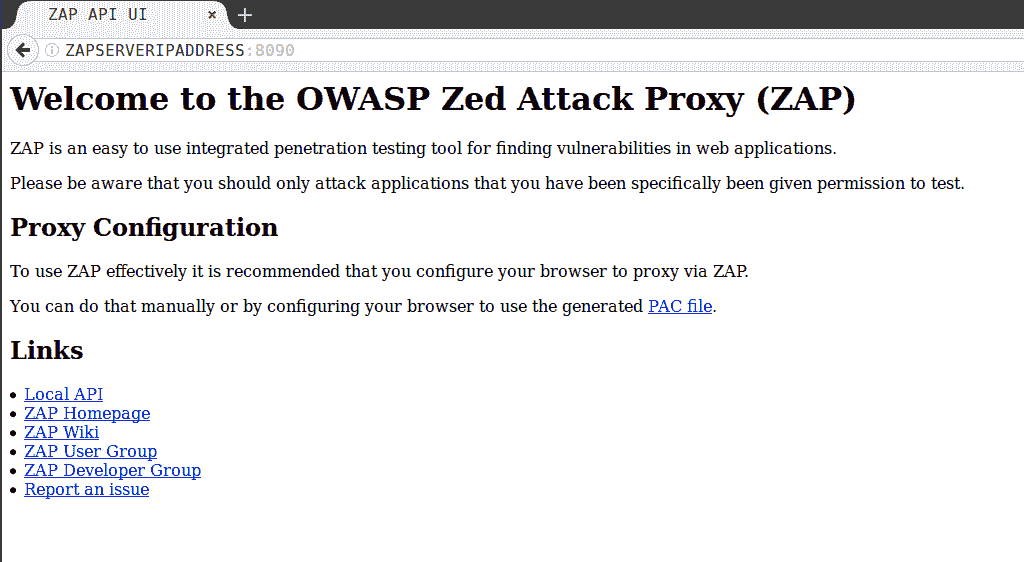 ZAP API UI
ZAPSERVERIPADDRESS:8090
Welcome to the OWASP Zed Attack Proxy (ZAP)
ZAP is an easy to use integrated penetration testing tool for finding vulnerabilities in web applications.
Please be aware that you should only attack applications that you have been specifically been given permission to test.
Proxy Configuration
To use ZAP effectively it is recommended that you configure your browser to proxy via ZAP.
You can do that manually or by configuring your browser to use the generated PAC file.
Links
Local API
ZAP Homepage
ZAP Wiki
ZAP User Group
ZAP Developer Group
Report an issue